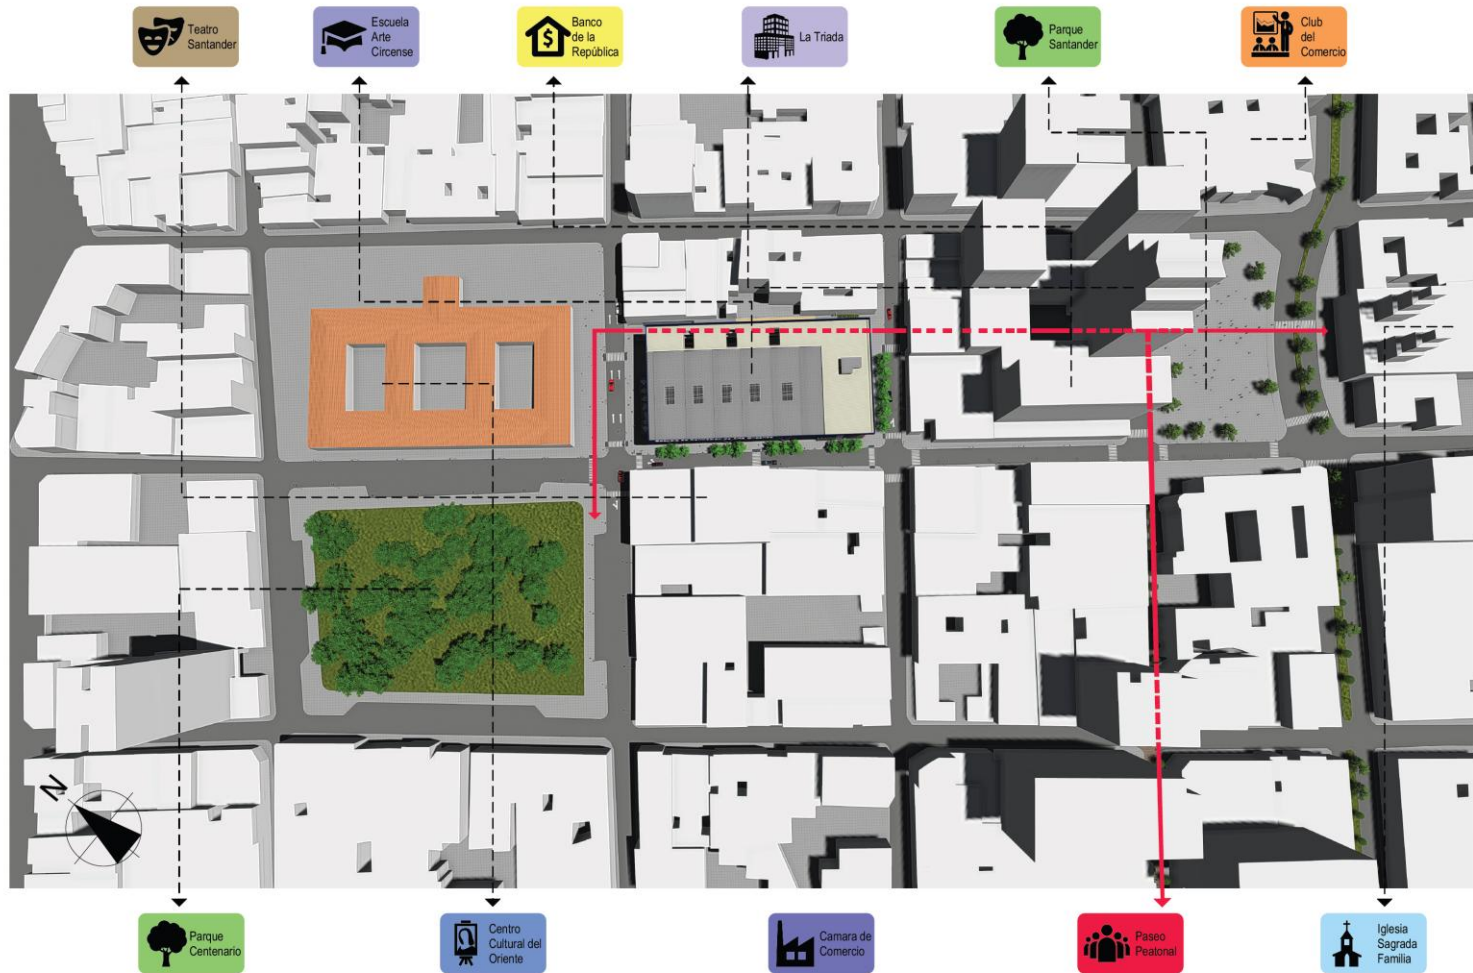 Teatro
Santander
Escuela
Arte
Circense
Banco
de la
República
La Triada
Parque
Santander
Club
del
Comercio
N
Parque
Centenario
Centro
Cultural del
Oriente
Camara de
Comercio
Paseo
Peatonal
Iglesia
Sagrada
Familia